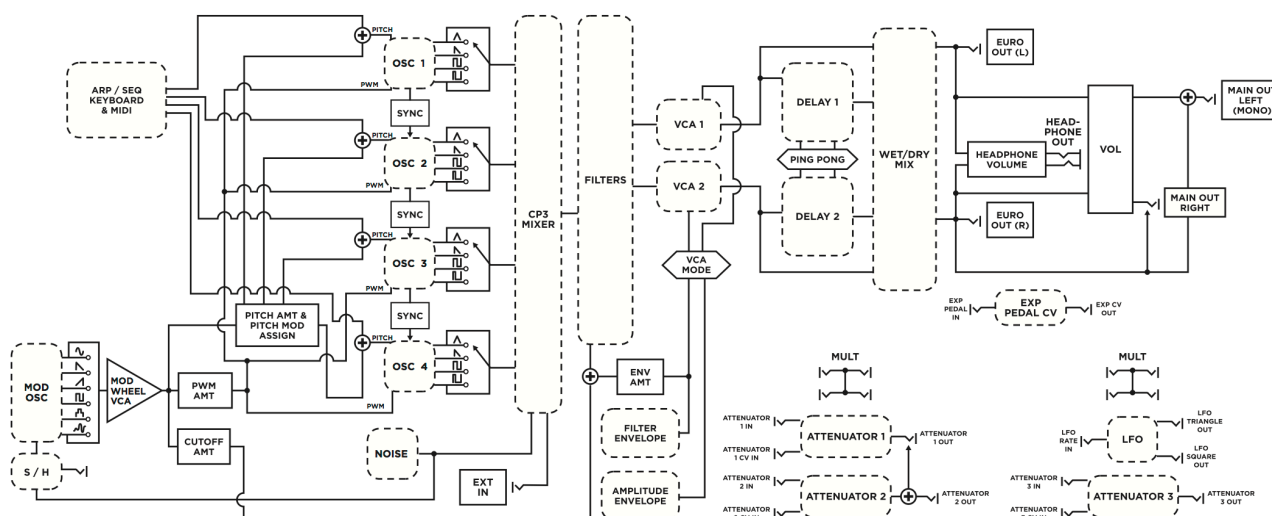 ARP / SEQ
KEYBOARD
& MIDI
PITCH
OSC 1
PWM
SYNC
PITCH
OSC 2
PWM
SYNC
PITCH
OSC 3
PWM
SYNC
PITCH
OSC 4
PWM
PITCH AMT &
PITCH MOD
ASSIGN
MOD
OSC
MOD
WHEEL
VCA
PWM
AMT
CUTOFF
AMT
S / H
NOISE
EXT
IN
CP3
MIXER
FILTERS
ENV
AMT
FILTER
ENVELOPE
AMPLITUDE
ENVELOPE
VCA 1
VCA 2
VCA
MODE
DELAY 1
PING PONG
DELAY 2
WET/DRY
MIX
EURO
OUT (L)
HEAD-
PHONE
OUT
HEADPHONE
VOLUME
VOL
MAIN OUT
LEFT
(MONO)
MAIN OUT
RIGHT
EURO
OUT (R)
EXP
PEDAL
IN
EXP
PEDAL CV
EXP CV
OUT
MULT
ATTENUATOR
1 IN
ATTENUATOR
1 CV IN
ATTENUATOR 1
ATTENUATOR
1 OUT
ATTENUATOR
2 IN
ATTENUATOR 2
ATTENUATOR
2 OUT
ATTENUATOR
MULT
LFO
RATE
IN
LFO
LFO
TRIANGLE
OUT
LFO
SQUARE
OUT
ATTENUATOR
3 IN
ATTENUATOR 3
ATTENUATOR
3 OUT
ATTENUATOR